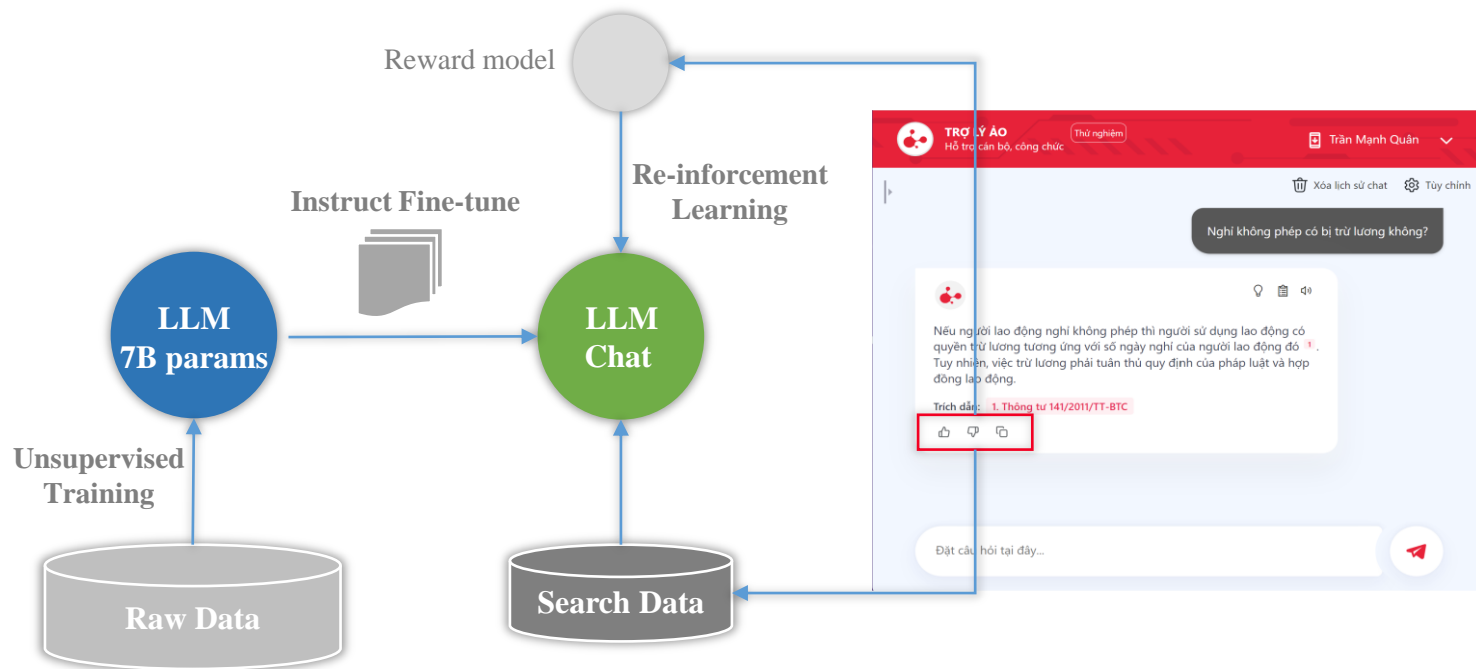 Reward model
Re-inforcement
Learning
Instruct Fine-tune
LLM
7B params
LLM
Chat
Unsupervised
Training
Raw Data
Search Data
TRỢ LÝ ẢO
Hỗ trợ cán bộ, công chức
Thử nghiệm
Trần Mạnh Quân
Xóa lịch sử chat
Tùy chỉnh
Nghỉ không phép có bị trừ lương không?
Nếu người lao động nghỉ không phép thì người sử dụng lao động có
quyền trừ lương tương ứng với số ngày nghỉ của người lao động đó 1 .
Tuy nhiên, việc trừ lương phải tuân thủ quy định của pháp luật và hợp
đồng lao động.
Trích dẫn: 1. Thông tư 141/2011/TT-BTC
Đặt câu hỏi tại đây...